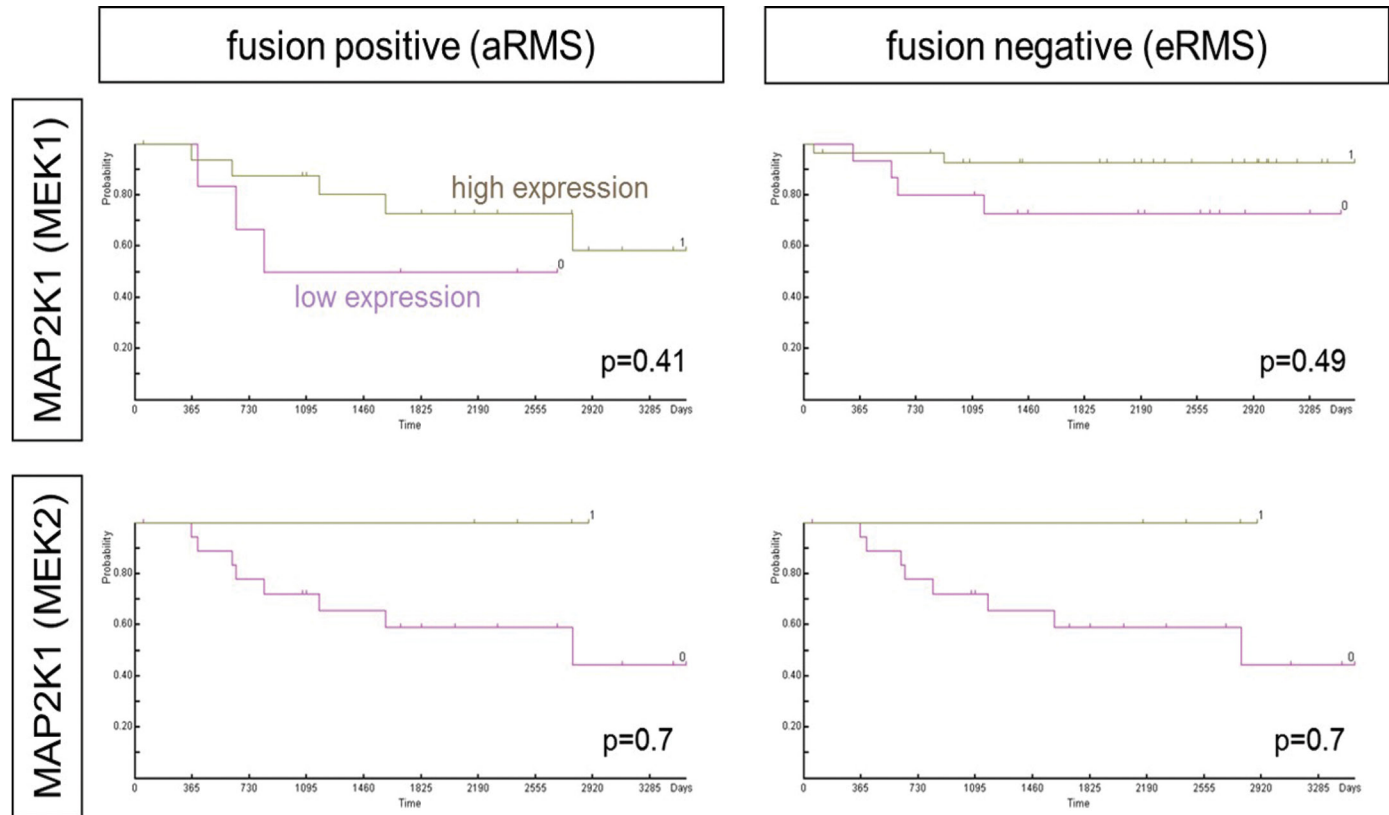 fusion positive (aRMS)
fusion negative (eRMS)
MAP2K1 (MEK1)
Probability
0.80
0.60
0.40
0.20
high expression
low expression
1
0
p=0.41
0 365 730 1095 1460 1825 2190 2555 2920 3285 Days
Time
Probability
0.80
0.60
0.40
0.20
1
0
p=0.49
0 365 730 1095 1460 1825 2190 2555 2920 3285 Days
Time
MAP2K1 (MEK2)
Probability
0.80
0.60
0.40
0.20
1
0
p=0.7
0 365 730 1095 1460 1825 2190 2555 2920 3285 Days
Time
Probability
0.80
0.60
0.40
0.20
1
0
p=0.7
0 365 730 1095 1460 1825 2190 2555 2920 3285 Days
Time